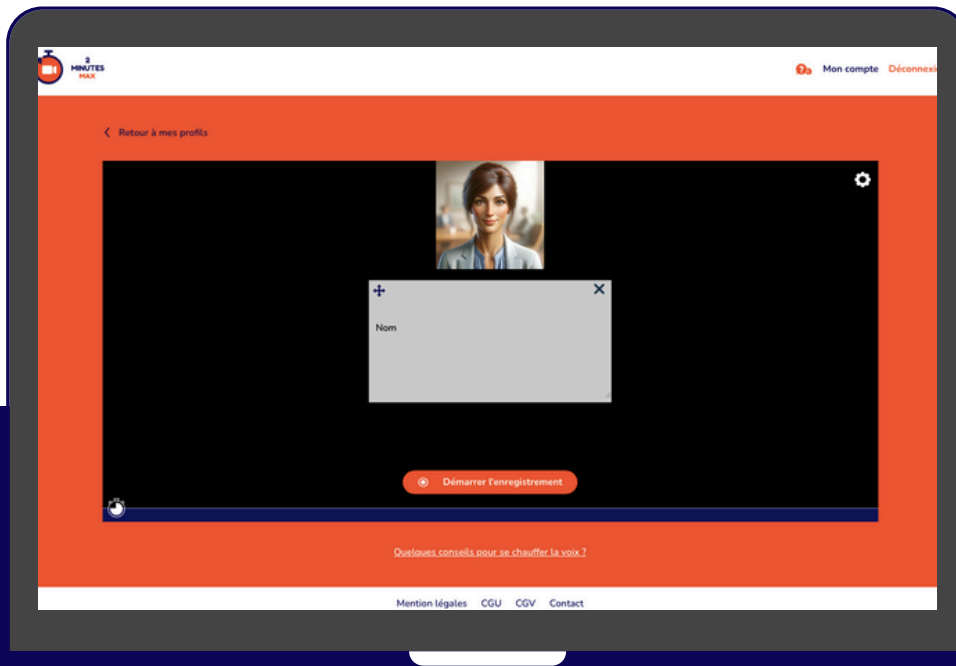 2
MINUTES
MAX
Mon compte Déconnexi
Retour à mes profils
Nom
Démarrer l'enregistrement
Quelques conseils pour se chauffer la voix ?
Mention légales CGU CGV Contact